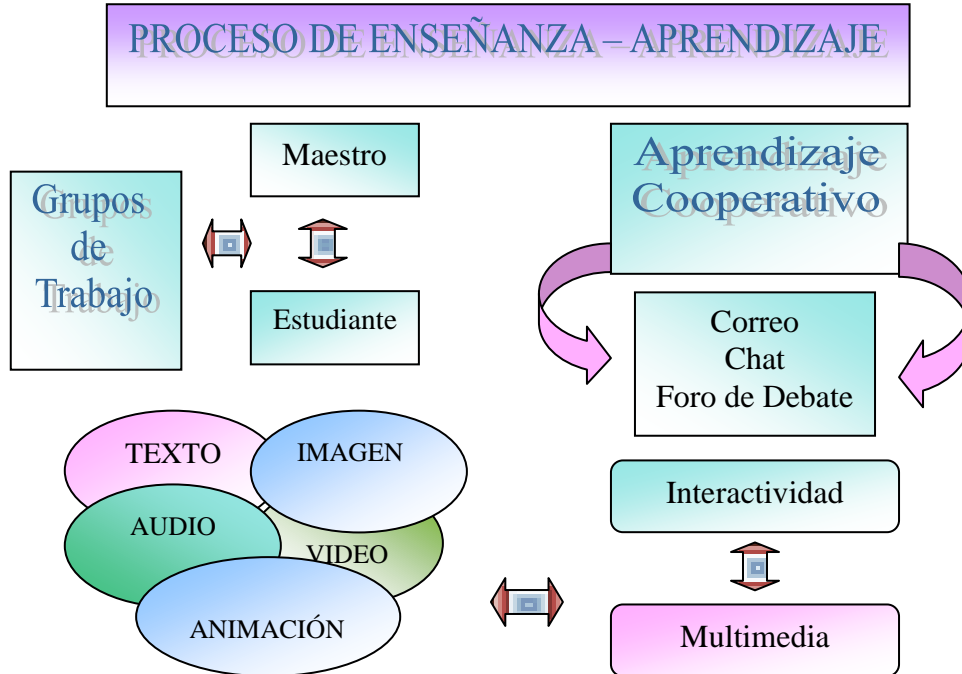 PROCESO DE ENSEÑANZA – APRENDIZAJE
Maestro
Grupos
de
Trabajo
Estudiante
Aprendizaje
Cooperativo
Correo
Chat
Foro de Debate
TEXTO
IMAGEN
AUDIO
VIDEO
ANIMACIÓN
Interactividad
Multimedia